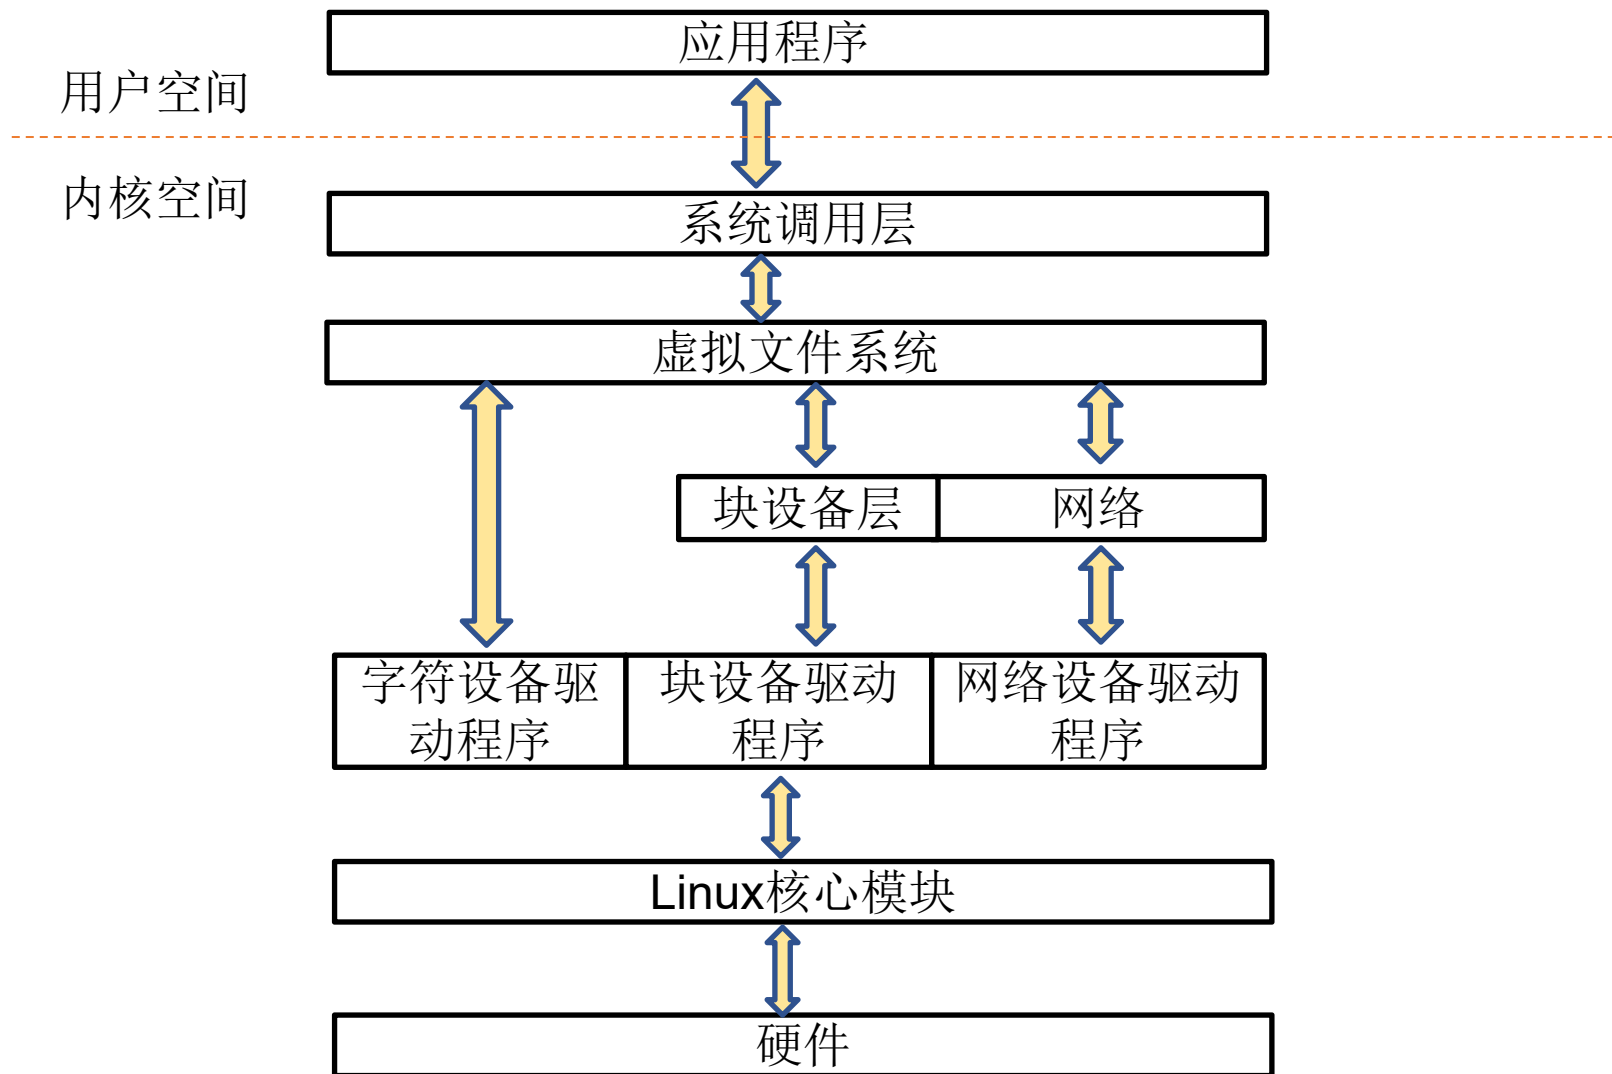 应用程序
用户空间
内核空间
系统调用层
虚拟文件系统
块设备层
网络
字符设备驱
动程序
块设备驱动
程序
网络设备驱动
程序
Linux核心模块
硬件